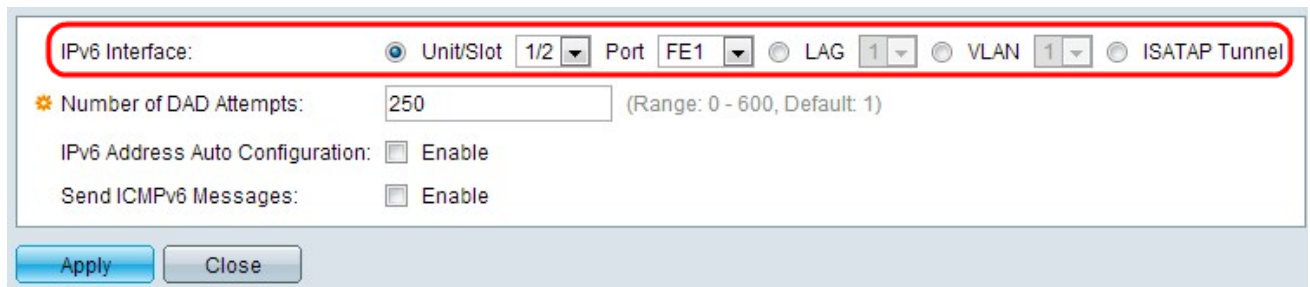 IPv6 Interface: Unit/Slot 1/2 Port FE1 LAG 1 VLAN 1 ISATAP Tunnel
Number of DAD Attempts: 250 (Range: 0 - 600, Default: 1)
IPv6 Address Auto Configuration: Enable
Send ICMPv6 Messages: Enable
Apply Close